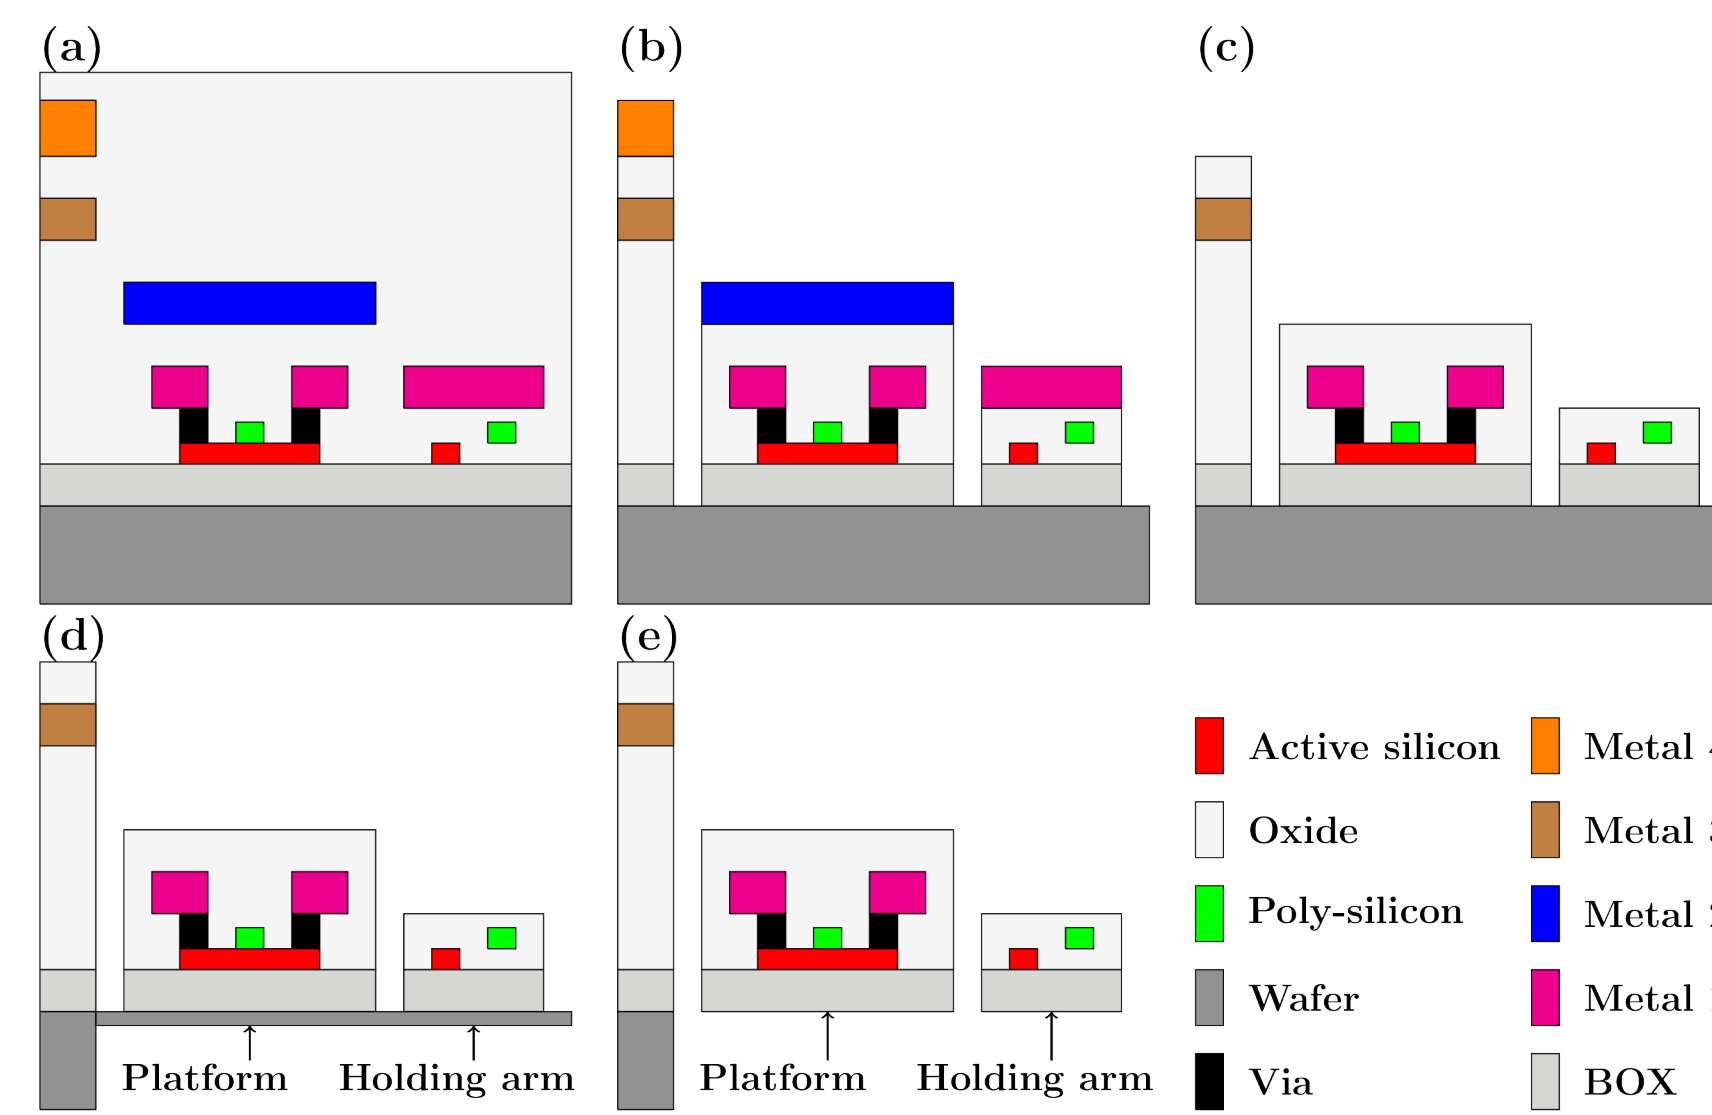 (a)
(b)
(c)
(d)
(e)
Platform
Holding arm
Platform
Holding arm
Active silicon
Metal
Oxide
Metal
Poly-silicon
Metal
Wafer
Metal
Via
BOX